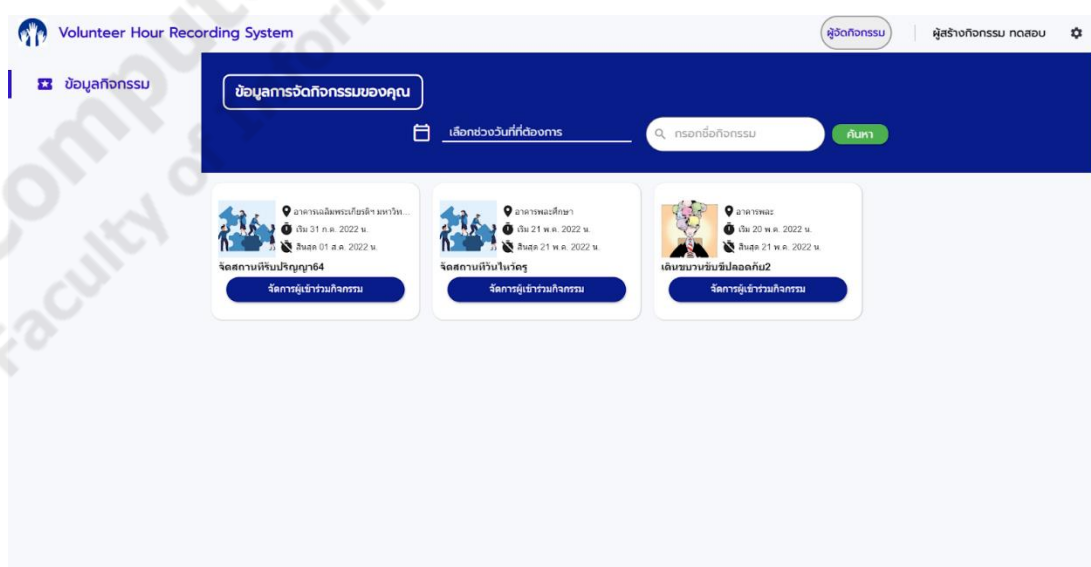 Volunteer Hour Recording System
ผู้จัดกิจกรรม
ผู้สร้างกิจกรรม ทดสอบ
ข้อมูลกิจกรรม
ข้อมูลการจัดกิจกรรมของคุณ
เลือกช่วงวันที่ที่ต้องการ
กรอกชื่อกิจกรรม
ค้นหา
อาคารเฉลิมพระเกียรติฯ มหาวิท...
เริ่ม 31 ก.ค. 2022 น.
สิ้นสุด 01 ส.ค. 2022 น.
จัดสถานที่รับปริญญา64
จัดการผู้เข้าร่วมกิจกรรม
อาคารพละศึกษา
เริ่ม 21 พ.ค. 2022 น.
สิ้นสุด 21 พ.ค. 2022 น.
จัดสถานที่วันไหว้ครู
จัดการผู้เข้าร่วมกิจกรรม
อาคารพละ
เริ่ม 20 พ.ค. 2022 น.
สิ้นสุด 21 พ.ค. 2022 น.
เดินขบวนขับขี่ปลอดภัย2
จัดการผู้เข้าร่วมกิจกรรม
Faculty of Inform